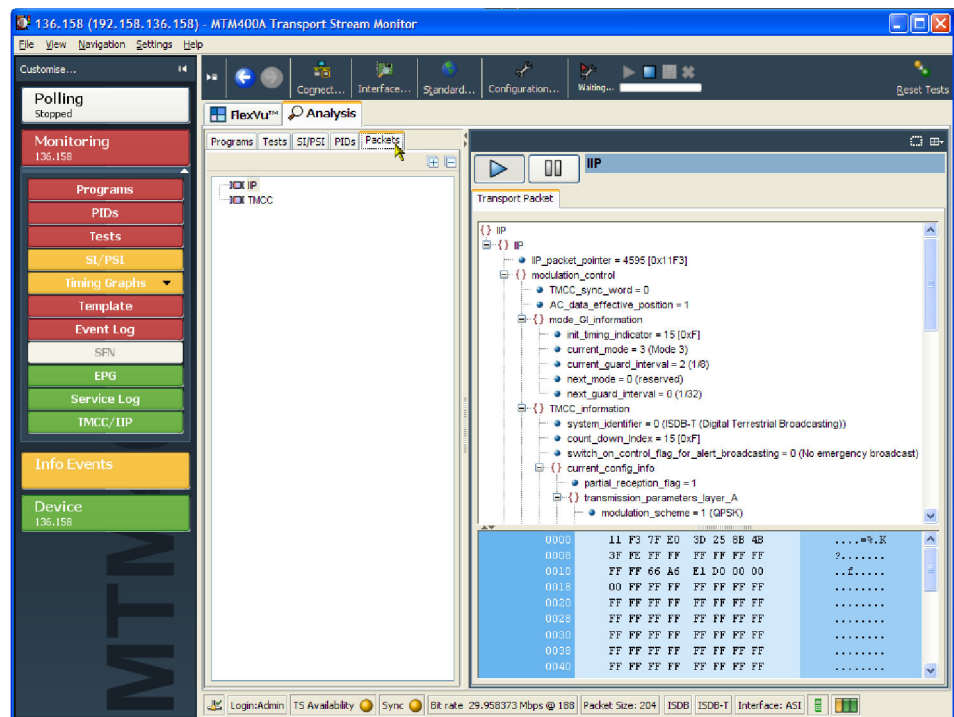 136.158 (192.158.136.158) - MTM400A Transport Stream Monitor
File View Navigation Settings Help
Customise...
Connect... Interface... Standard... Configuration... Waiting... Reset Tests
Polling
Stopped
FlexVu™ Analysis
Monitoring
136.158
Programs Tests SI/PSI PIDs Packets
IIP
TMCC
IIP
Transport Packet
Programs
PIDs
Tests
SI/PSI
Timing Graphs
Template
Event Log
SFN
EPG
Service Log
TMCC/IIP
Info Events
Device
136.158
MTM4
{} IIP
{} IIP
IIP_packet_pointer = 4595 [0x11F3]
{} modulation_control
TMCC_sync_word = 0
AC_data_effective_position = 1
{} mode_GI_information
init_timing_indicator = 15 [0xF]
current_mode = 3 (Mode 3)
current_guard_interval = 2 (1/8)
next_mode = 0 (reserved)
next_guard_interval = 0 (1/32)
{} TMCC_information
system_identifier = 0 (ISDB-T (Digital Terrestrial Broadcasting))
count_down_index = 15 [0xF]
switch_on_control_flag_for_alert_broadcasting = 0 (No emergency broadcast)
{} current_config_info
partial_reception_flag = 1
{} transmission_parameters_layer_A
modulation_scheme = 1 (QPSK)
0000 11 F3 7F E0 3D 25 8B 4B ....=%.K
0008 3F FE FF FF FF FF FF FF ?.......
0010 FF FF 66 A6 E1 D0 00 00 ..f.....
0018 00 FF FF FF FF FF FF FF ........
0020 FF FF FF FF FF FF FF FF ........
0028 FF FF FF FF FF FF FF FF ........
0030 FF FF FF FF FF FF FF FF ........
0038 FF FF FF FF FF FF FF FF ........
0040 FF FF FF FF FF FF FF FF ........
Login:Admin TS Availability Sync Bit rate 29.958373 Mbps @ 188 Packet Size: 204 ISDB ISDB-T Interface: ASI